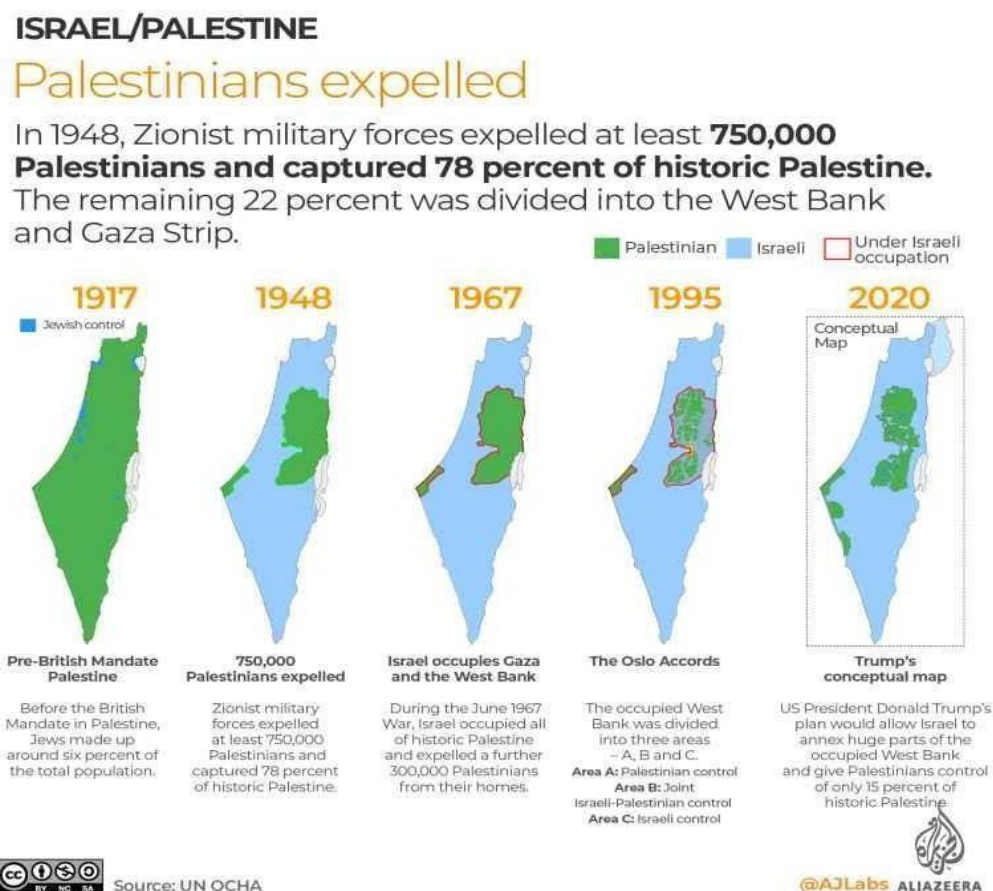 ISRAEL/PALESTINE
Palestinians expelled
In 1948, Zionist military forces expelled at least 750,000
Palestinians and captured 78 percent of historic Palestine.
The remaining 22 percent was divided into the West Bank
and Gaza Strip.
Palestinian
Israeli
Under Israeli
occupation
1917
Jewish control
Pre-British Mandate
Palestine
Before the British
Mandate in Palestine,
Jews made up
around six percent of
the total population.
1948
750,000
Palestinians expelled
Zionist military
forces expelled
at least 750,000
Palestinians and
captured 78 percent
of historic Palestine.
1967
Israel occupies Gaza
and the West Bank
During the June 1967
War, Israel occupied all
of historic Palestine
and expelled a further
300,000 Palestinians
from their homes.
1995
The Oslo Accords
The occupied West
Bank was divided
into three areas
– A, B and C.
Area A: Palestinian control
Area B: Joint
Israeli-Palestinian control
Area C: Israeli control
2020
Conceptual
Map
Trump's
conceptual map
US President Donald Trump's
plan would allow Israel to
annex huge parts of the
occupied West Bank
and give Palestinians control
of only 15 percent of
historic Palestine
cc
BY NC SA
Source: UN OCHA
@AJLabs
ALJAZEERA